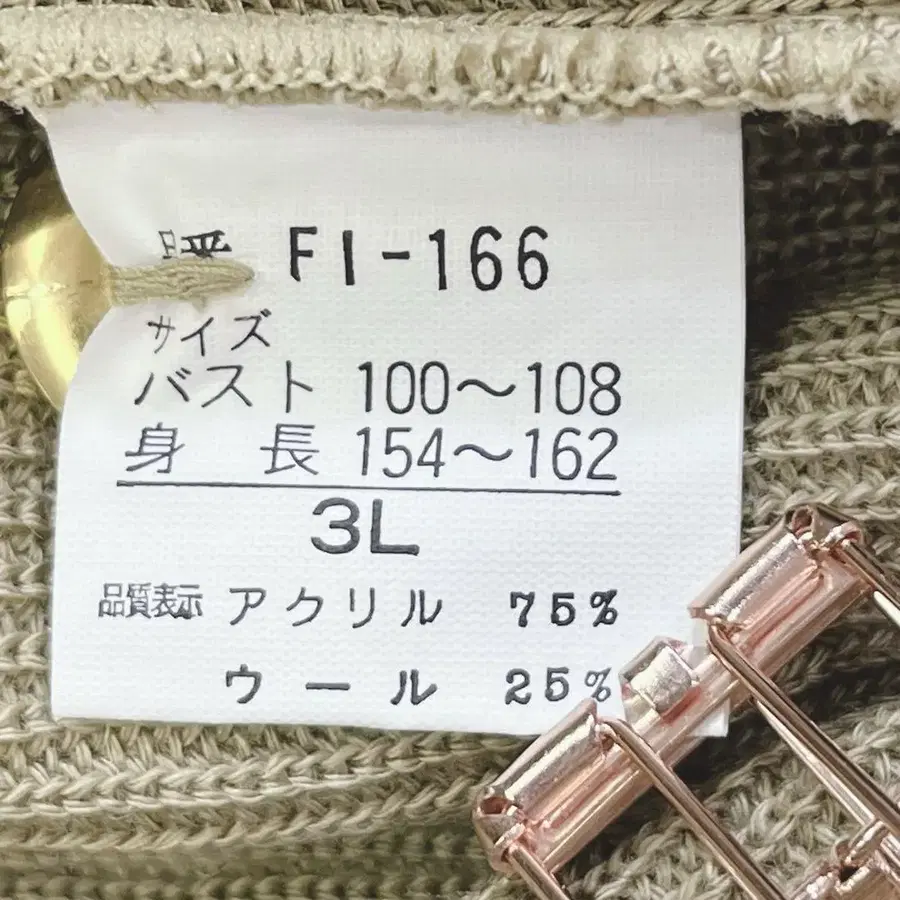 FI-166
サイズ
バスト 100〜108
身 長 154〜162
3L
品質表示 アクリル 75%
ウール 25%